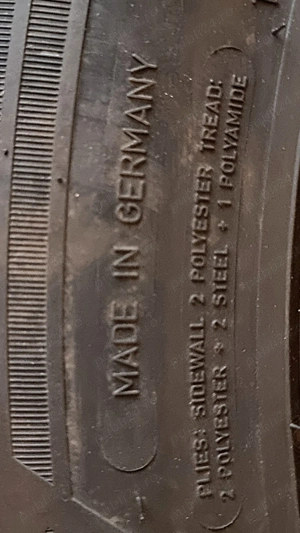 MADE IN GERMANY
PLIES: SIDEWALL 2 POLYESTER TREAD:
2 POLYESTER + 2 STEEL + 1 POLYAMIDE